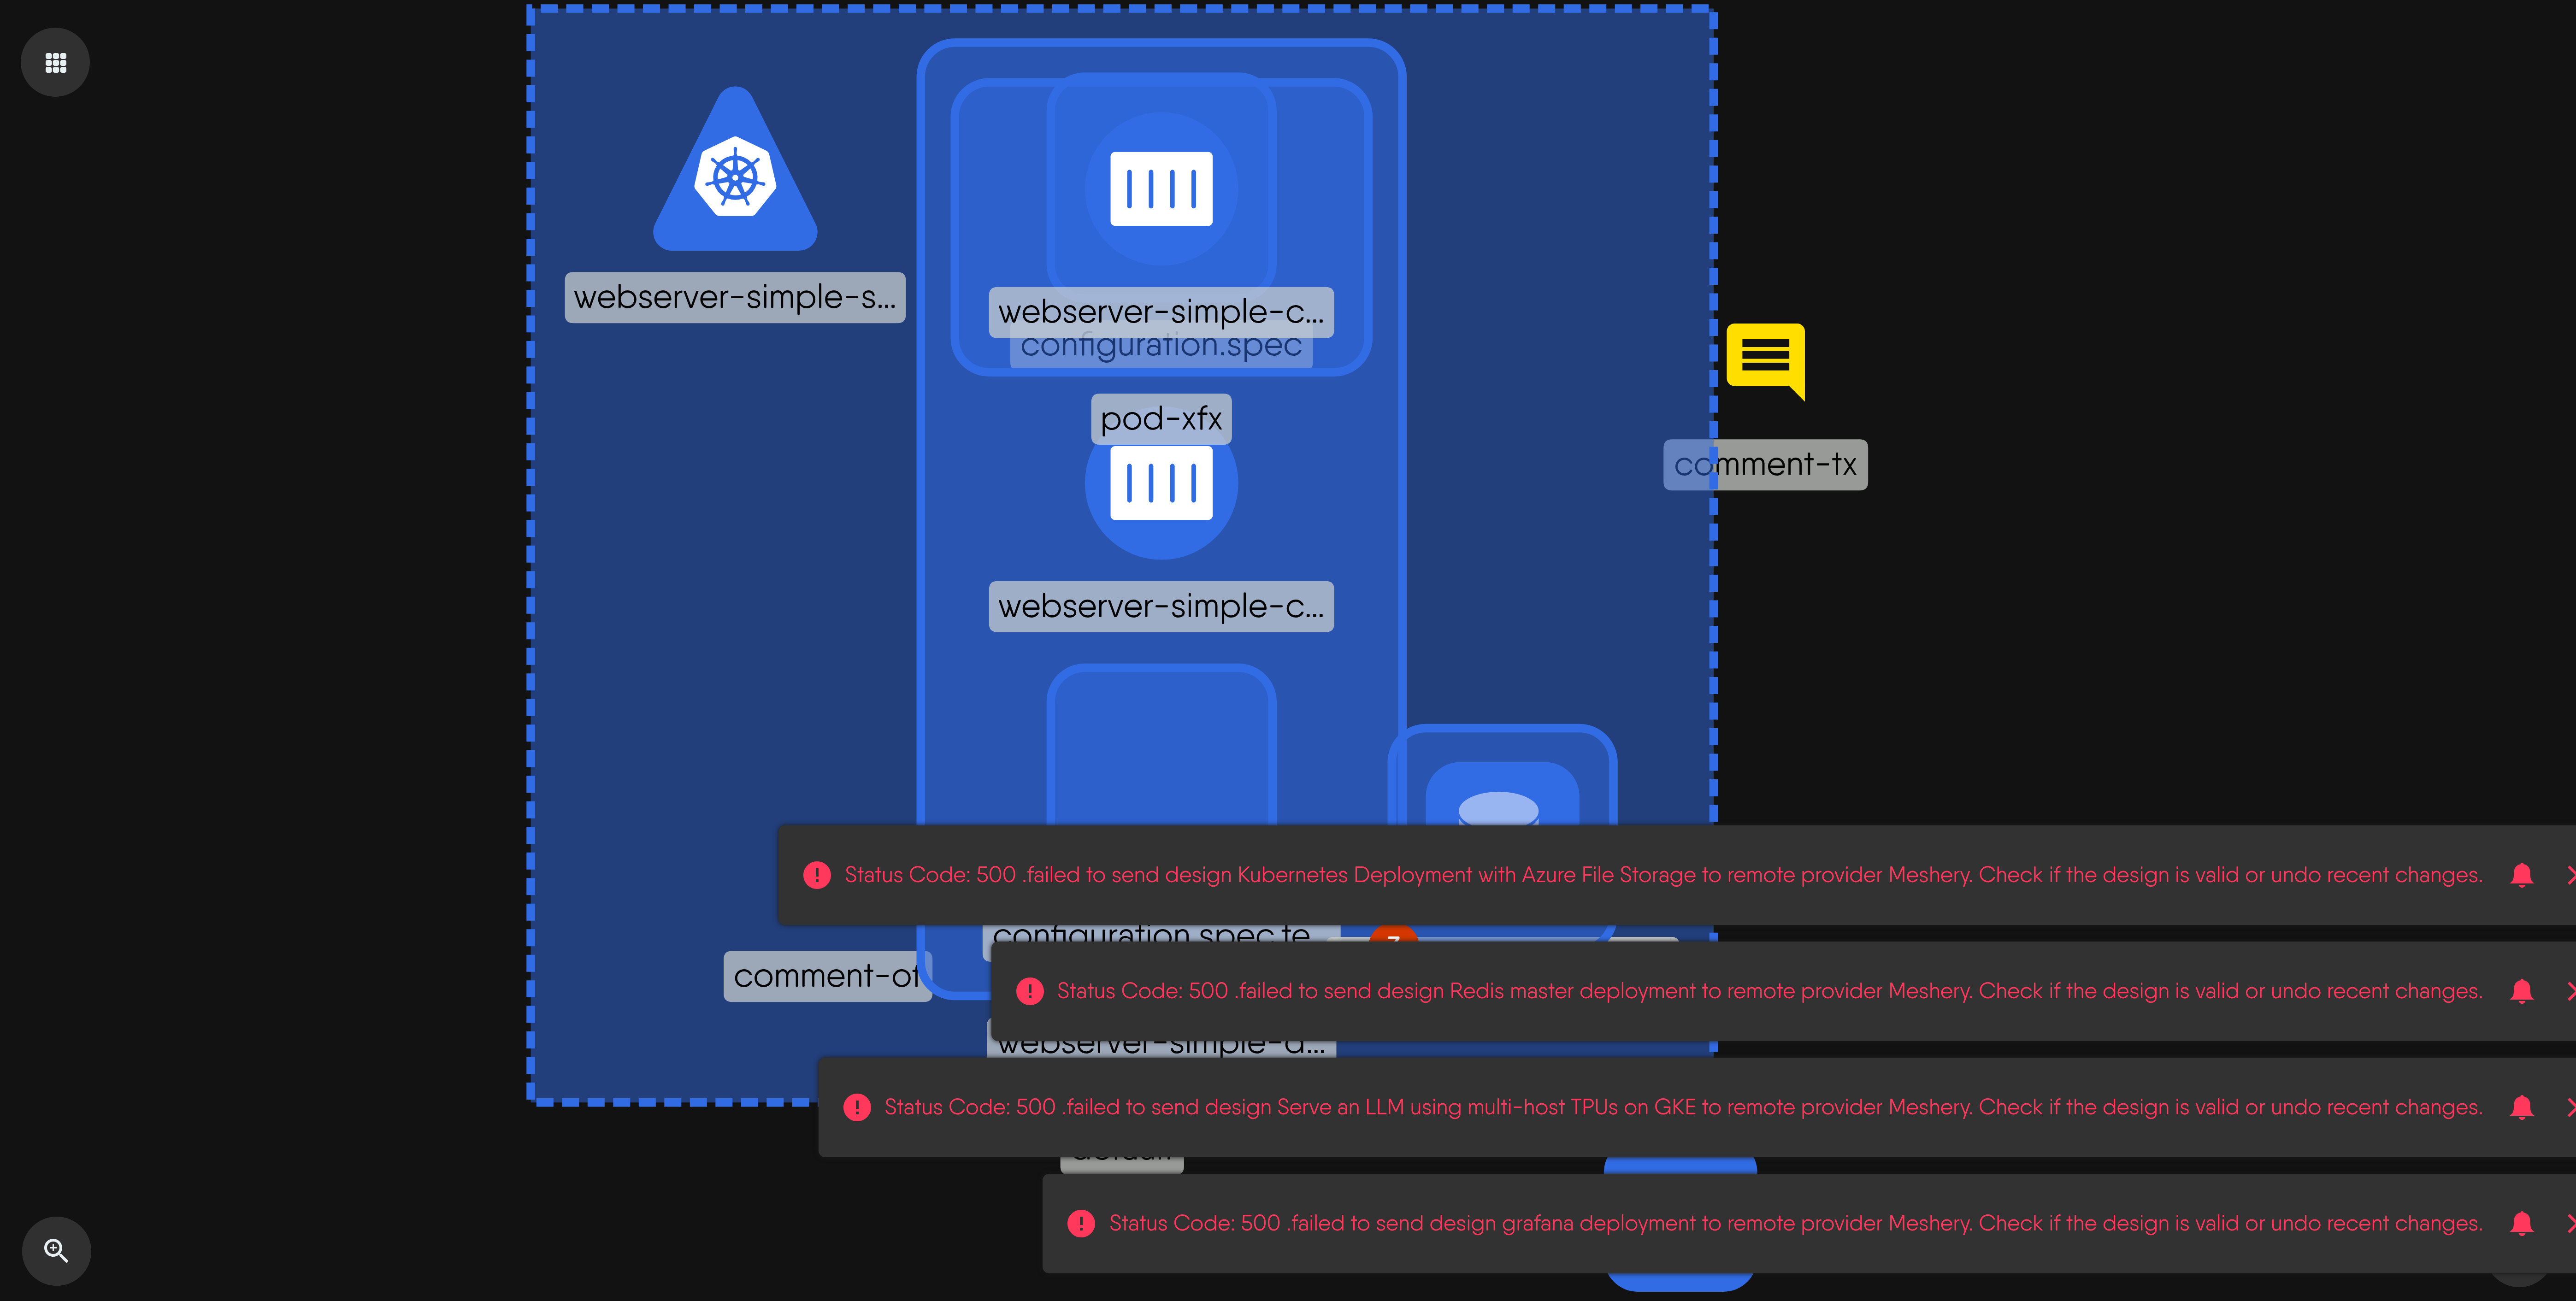 webserver-simple-s...
webserver-simple-c...
configuration.spec
pod-xfx
comment-tx
webserver-simple-c...
Status Code: 500 .failed to send design Kubernetes Deployment with Azure File Storage to remote provider Meshery. Check if the design is valid or undo recent changes.
configuration.spec.te...
comment-of
Status Code: 500 .failed to send design Redis master deployment to remote provider Meshery. Check if the design is valid or undo recent changes.
webserver-simple-d...
Status Code: 500 .failed to send design Serve an LLM using multi-host TPUs on GKE to remote provider Meshery. Check if the design is valid or undo recent changes.
Status Code: 500 .failed to send design grafana deployment to remote provider Meshery. Check if the design is valid or undo recent changes.